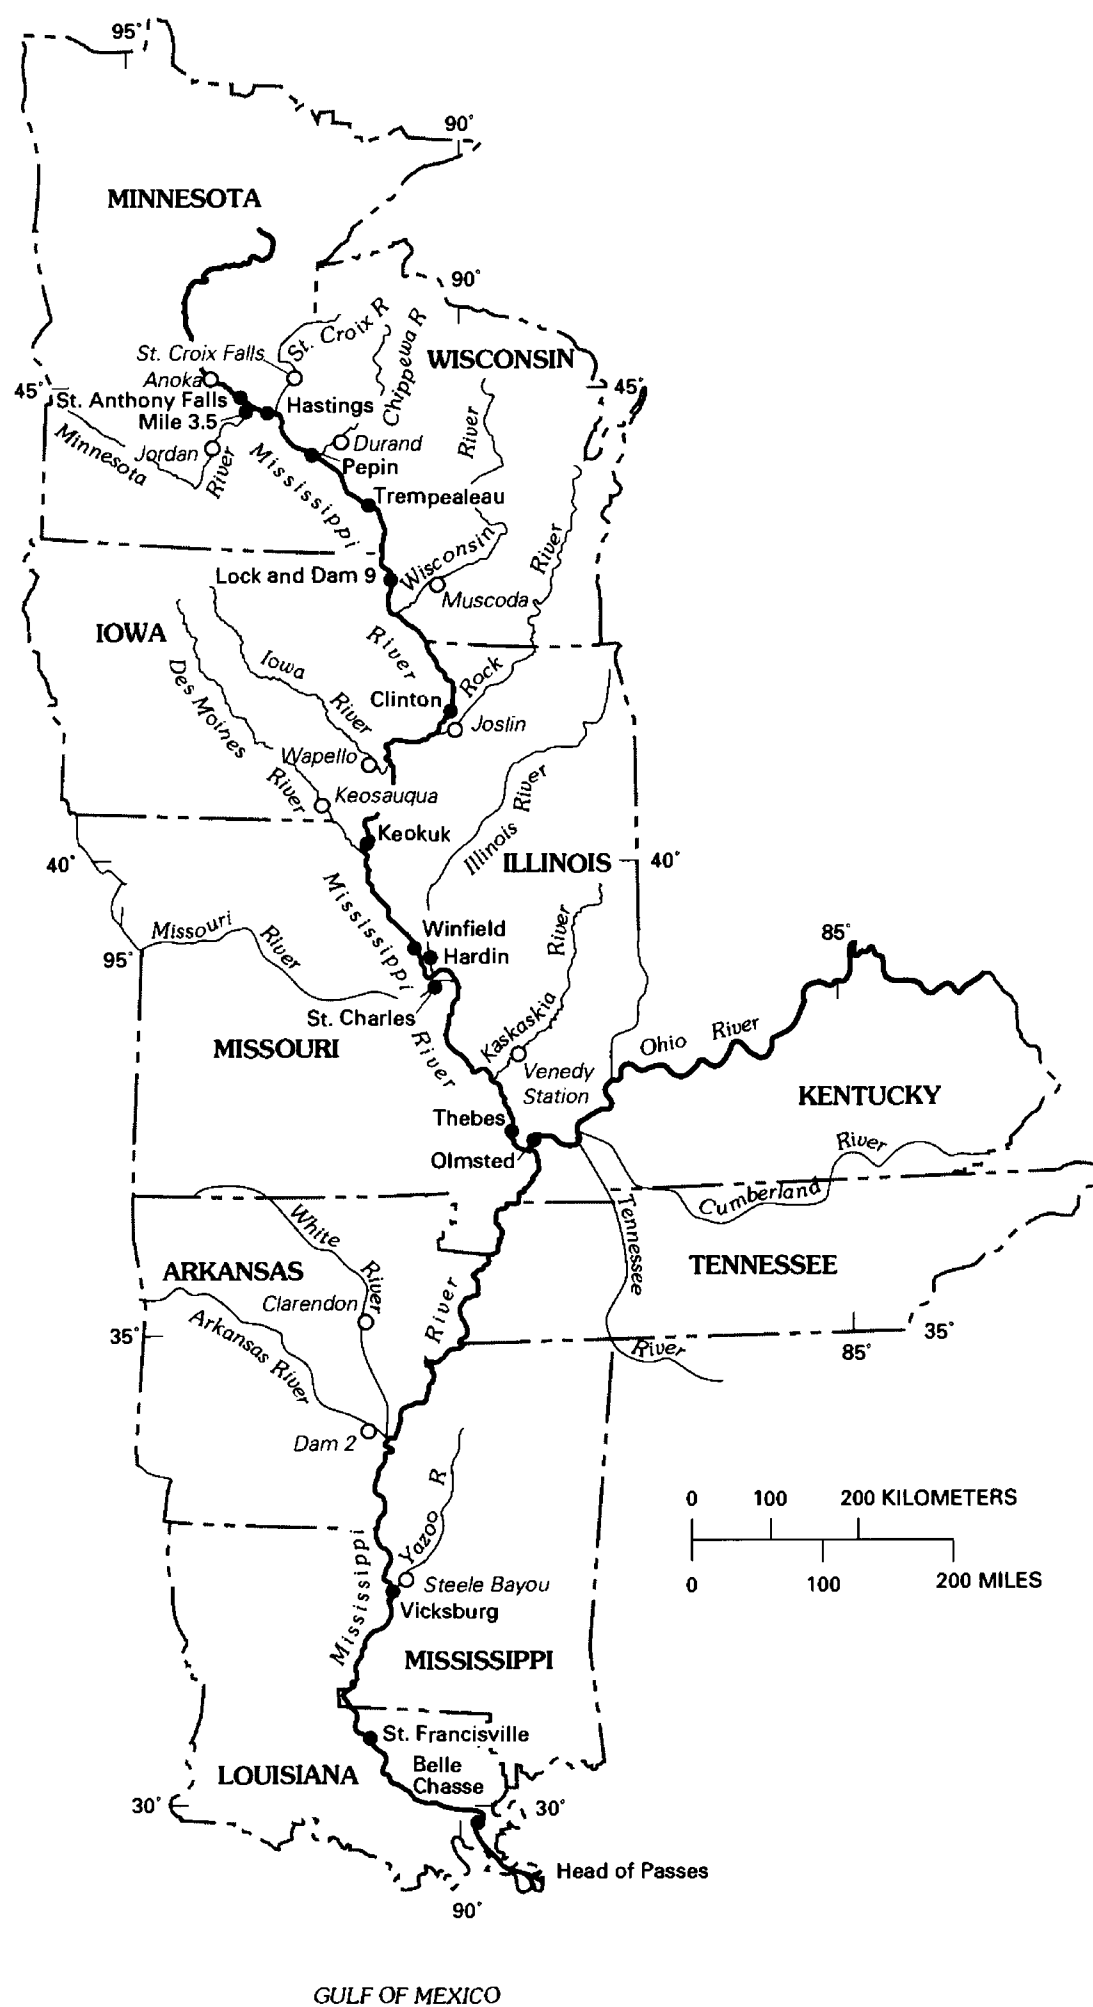 95°
90°
MINNESOTA
90°
St. Croix R
Chippewa R
WISCONSIN
St. Croix Falls
Anoka
45°
45°
St. Anthony Falls
Hastings
Mile 3.5
Minnesota
River
Jordan
Durand
Pepin
River
Mississippi
Trempealeau
Wisconsin
River
Lock and Dam 9
Muscoda
IOWA
River
Iowa
River
Rock
Des Moines
River
Clinton
Joslin
Wapello
Keosauqua
Illinois
River
Keokuk
40°
ILLINOIS
40°
Mississippi
River
Missouri
River
Winfield
Hardin
95°
85°
St. Charles
MISSOURI
Kaskaskia
River
Ohio River
Venedy
Station
KENTUCKY
Thebes
Olmsted
River
Cumberland
Tennessee
River
White
River
ARKANSAS
Clarendon
TENNESSEE
River
Arkansas River
35°
35°
85°
Dam 2
Yazoo R
0 100 200 KILOMETERS
0 100 200 MILES
Mississippi
Steele Bayou
Vicksburg
MISSISSIPPI
St. Francisville
Belle
Chasse
LOUISIANA
30°
30°
Head of Passes
90°
GULF OF MEXICO